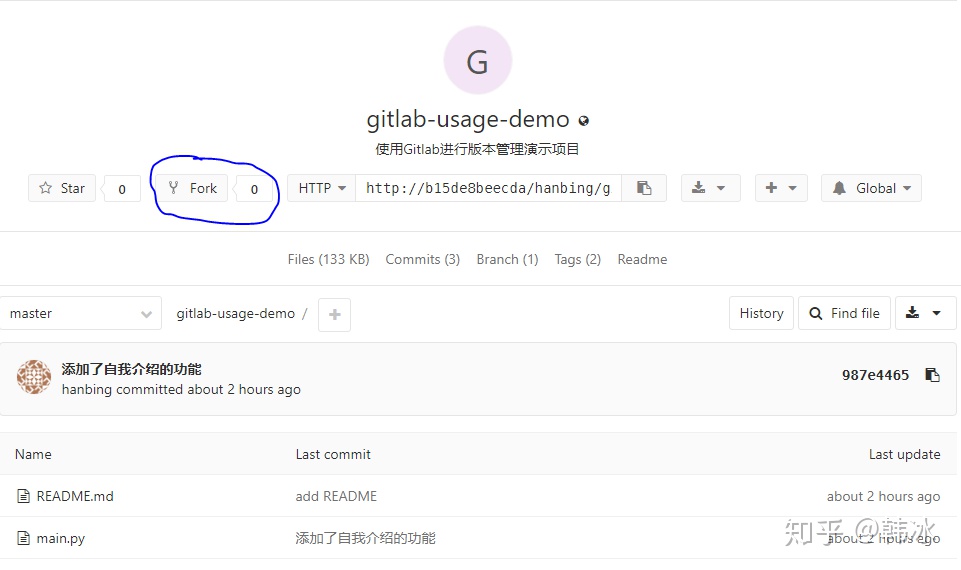 G
gitlab-usage-demo
使用Gitlab进行版本管理演示项目
Star 0 Fork 0 HTTP http://b15de8beecda/hanbing/g Global
Files (133 KB) Commits (3) Branch (1) Tags (2) Readme
master gitlab-usage-demo / + History Find file
添加了自我介绍的功能
hanbing committed about 2 hours ago 987e4465
Name Last commit Last update
README.md add README about 2 hours ago
main.py 添加了自我介绍的功能 about 2 hours ago
知乎 @韩冰